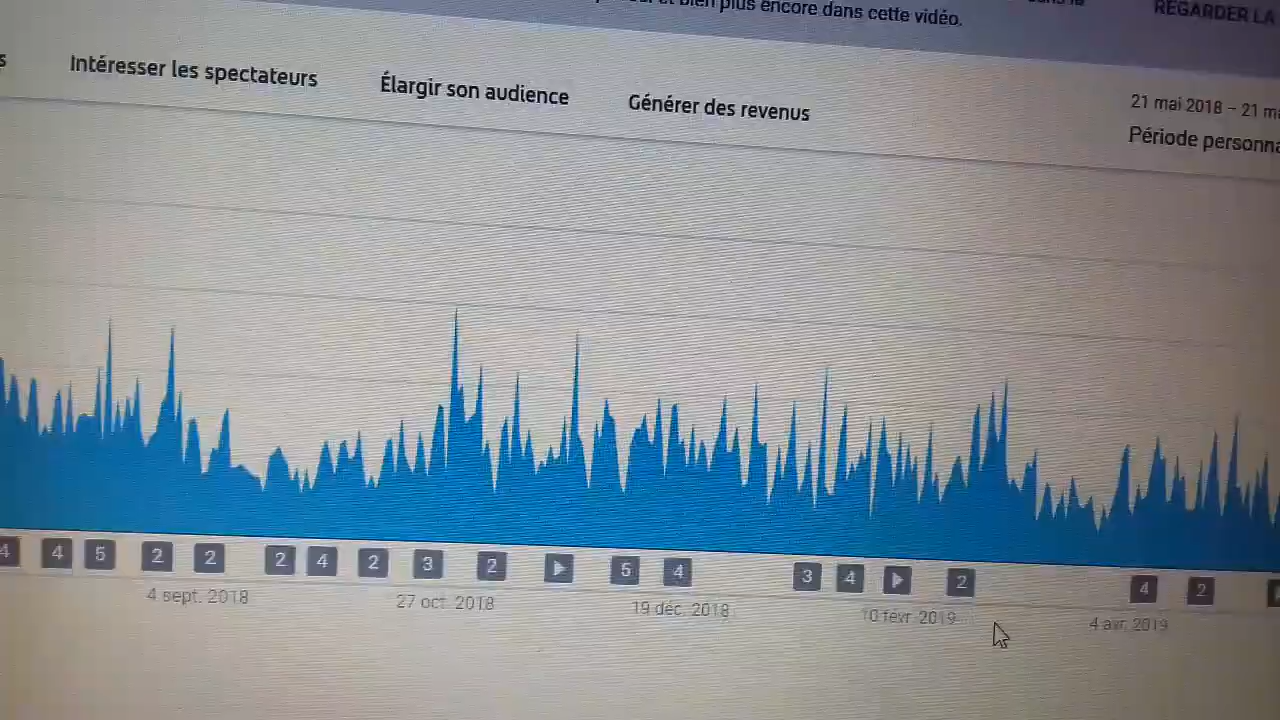 bien plus encore dans cette vidéo.
REGARDER LA
Intéresser les spectateurs
Élargir son audience
Générer des revenus
21 mai 2018 – 21
Période
4 4 5 2 2 2 4 2 3 2 5 4 3 4 2 4 2
4 sept. 2018
27 oct. 2018
19 déc. 2018
10 févr. 2019
4 avr. 2019